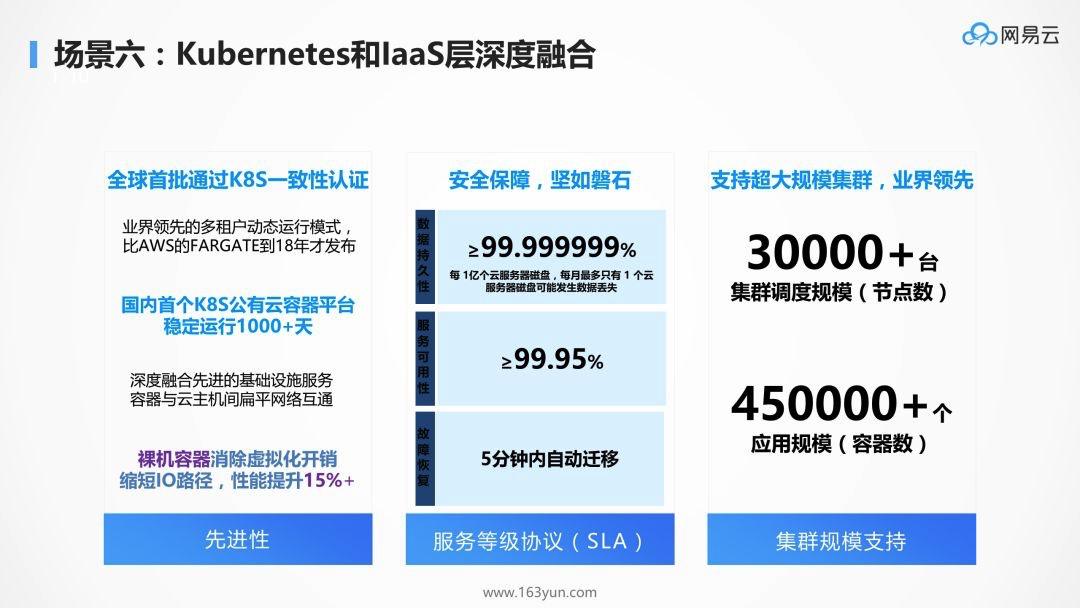 场景六：Kubernetes和IaaS层深度融合
网易云
全球首批通过K8S一致性认证
业界领先的多租户动态运行模式，
比AWS的FARGATE到18年才发布
国内首个K8S公有云容器平台
稳定运行1000+天
深度融合先进的基础设施服务
容器与云主机间扁平网络互通
裸机容器消除虚拟化开销
缩短IO路径，性能提升15%+
先进性
安全保障，坚如磐石
数据持久性
≥99.999999%
每 1亿个云服务器磁盘，每月最多只有 1 个云
服务器磁盘可能发生数据丢失
服务可用性
≥99.95%
故障恢复
5分钟内自动迁移
服务等级协议（SLA）
支持超大规模集群，业界领先
30000+台
集群调度规模（节点数）
450000+个
应用规模（容器数）
集群规模支持
www.163yun.com